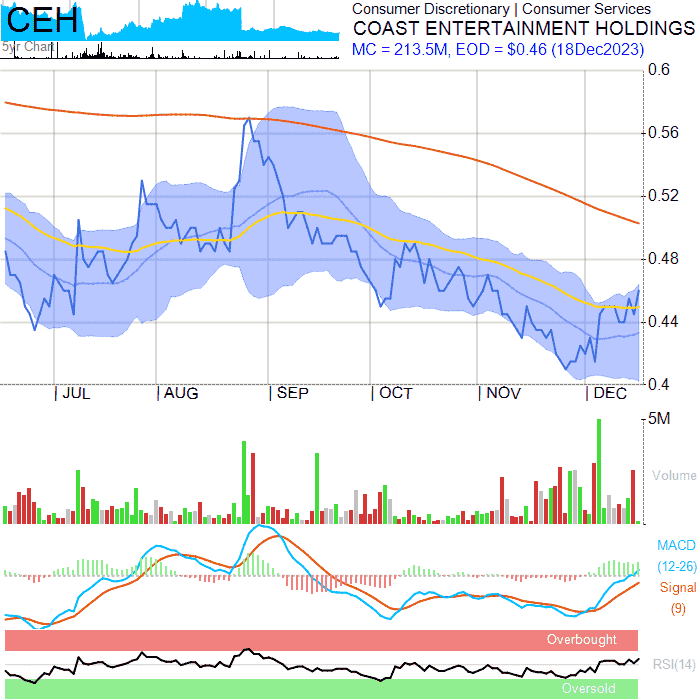 CEH
5yr Chart
Consumer Discretionary | Consumer Services
COAST ENTERTAINMENT HOLDINGS
MC = 213.5M, EOD = $0.46 (18Dec2023)
0.6
0.56
0.52
0.48
0.44
0.4
| JUL | AUG | SEP | OCT | NOV | DEC
5M
Volume
MACD
(12-26)
Signal
(9)
Overbought
RSI(14)
Oversold